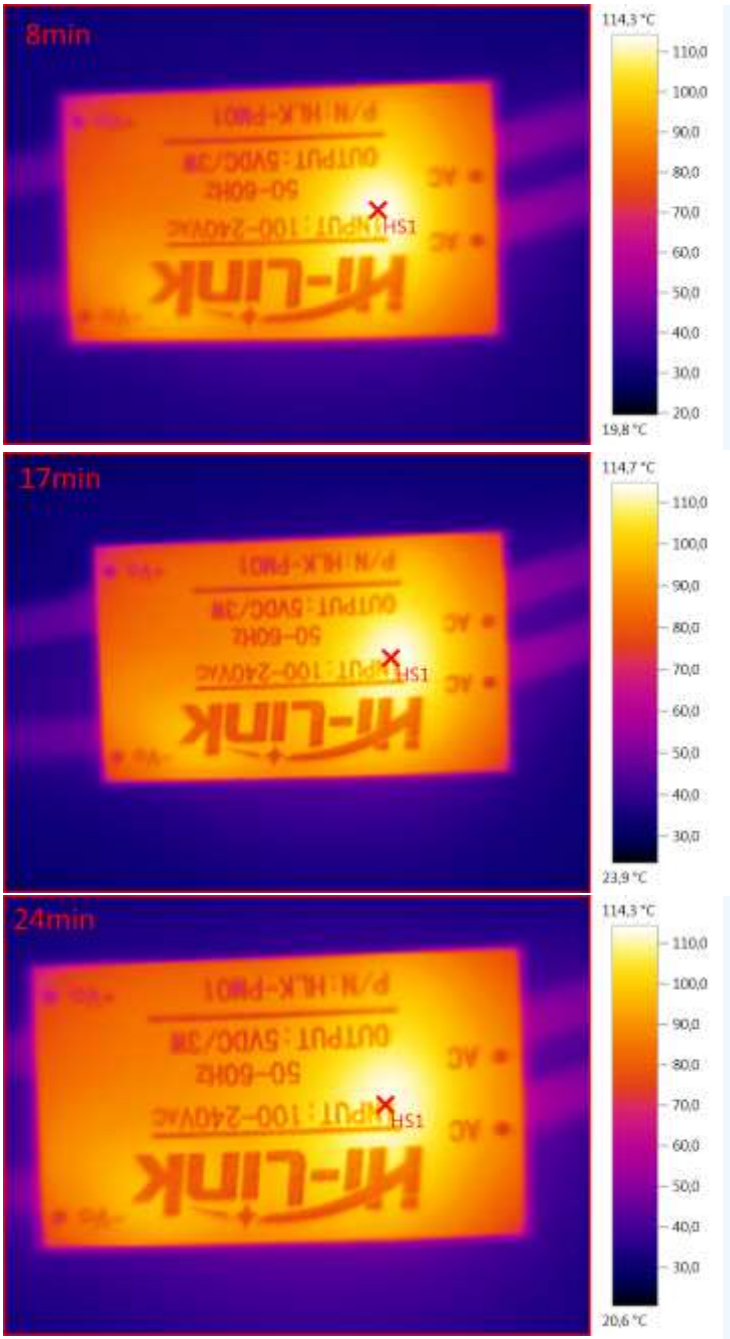 8min
P/N:HLK-PM01
OUTPUT:5VDC/3W
50-60Hz
INPUT:100-240VAC
Hi-Link
+Vo
-Vo
AC
AC
HS1
114,3 °C
110,0
100,0
90,0
80,0
70,0
60,0
50,0
40,0
30,0
20,0
19,8 °C
17min
P/N:HLK-PM01
OUTPUT:5VDC/3W
50-60Hz
INPUT:100-240VAC
Hi-Link
+Vo
-Vo
AC
AC
HS1
114,7 °C
110,0
100,0
90,0
80,0
70,0
60,0
50,0
40,0
30,0
23,9 °C
24min
P/N:HLK-PM01
OUTPUT:5VDC/3W
50-60Hz
INPUT:100-240VAC
Hi-Link
+Vo
-Vo
AC
AC
HS1
114,3 °C
110,0
100,0
90,0
80,0
70,0
60,0
50,0
40,0
30,0
20,6 °C